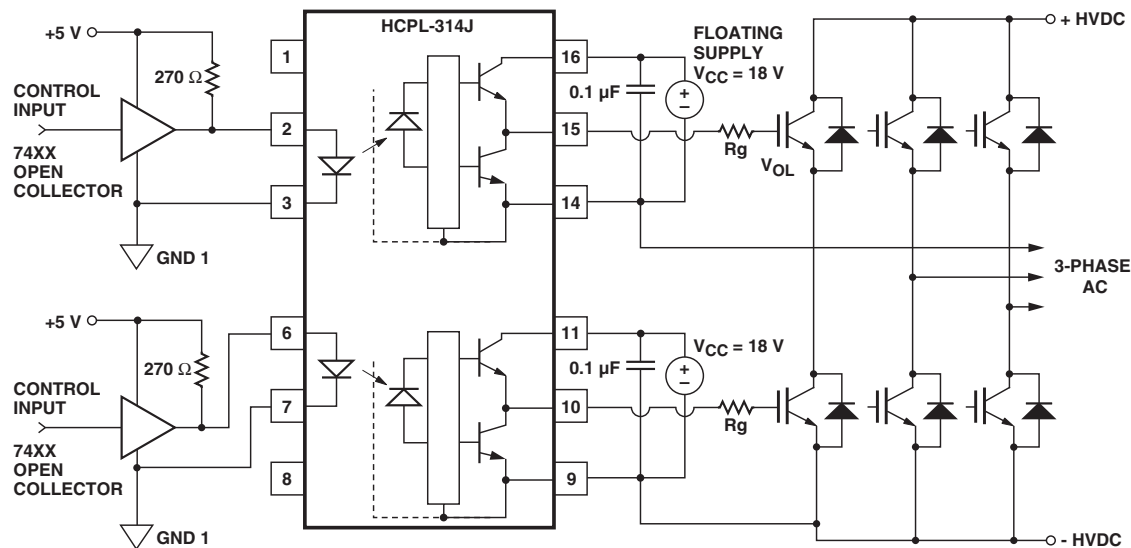 HCPL-314J
+5 V
270 Ω
CONTROL
INPUT
74XX
OPEN
COLLECTOR
GND 1
1
2
3
16
15
14
0.1 µF
FLOATING
SUPPLY
VCC = 18 V
+
–
Rg
VOL
+ HVDC
3-PHASE
AC
+5 V
270 Ω
CONTROL
INPUT
74XX
OPEN
COLLECTOR
GND 1
6
7
8
11
10
9
0.1 µF
VCC = 18 V
+
–
Rg
- HVDC